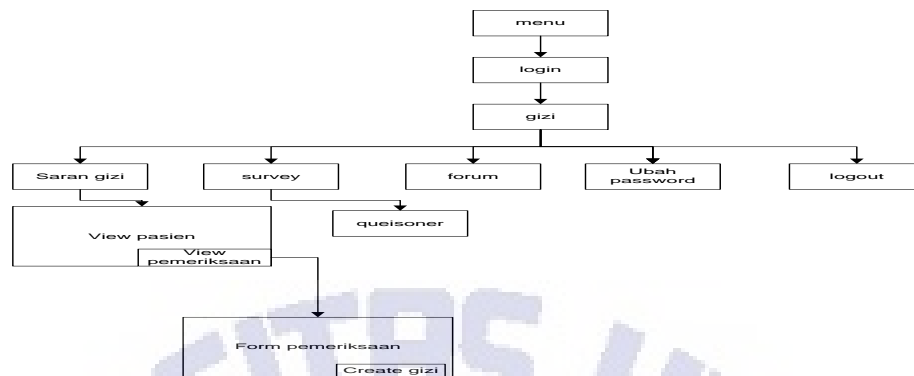 menu
login
gizi
Saran gizi
survey
forum
Ubah
password
logout
View pasien
View
pemeriksaan
queisoner
Form pemeriksaan
Create gizi